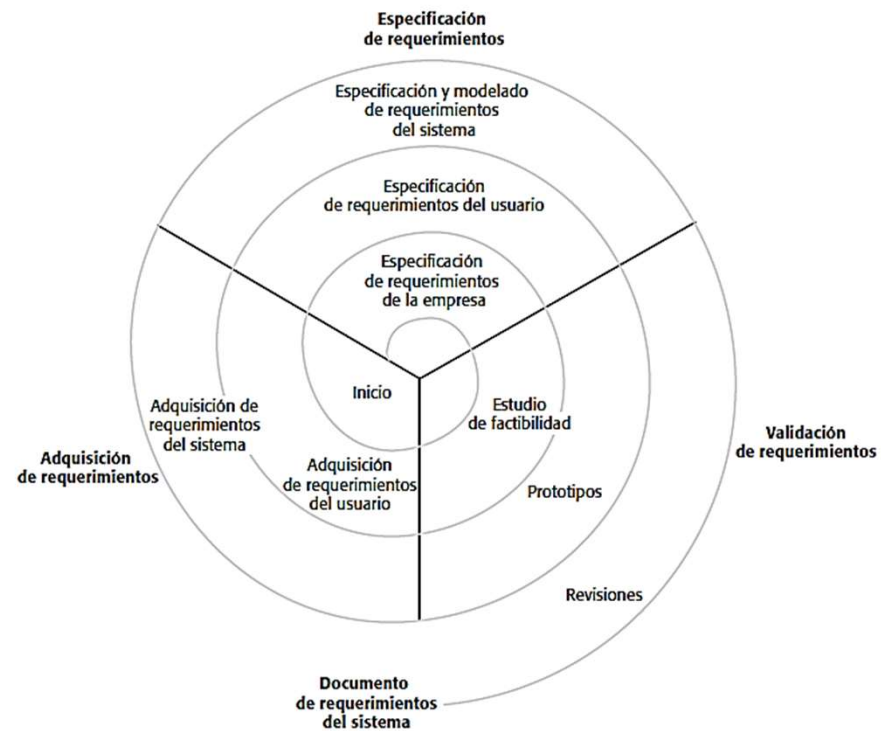 Especificación
de requerimientos
Especificación y modelado
de requerimientos
del sistema
Especificación
de requerimientos del usuario
Especificación
de requerimientos
de la empresa
Inicio
Estudio
de factibilidad
Adquisición de
requerimientos
del sistema
Adquisición
de requerimientos
Validación
de requerimientos
Adquisición
de requerimientos
del usuario
Prototipos
Revisiones
Documento
de requerimientos
del sistema